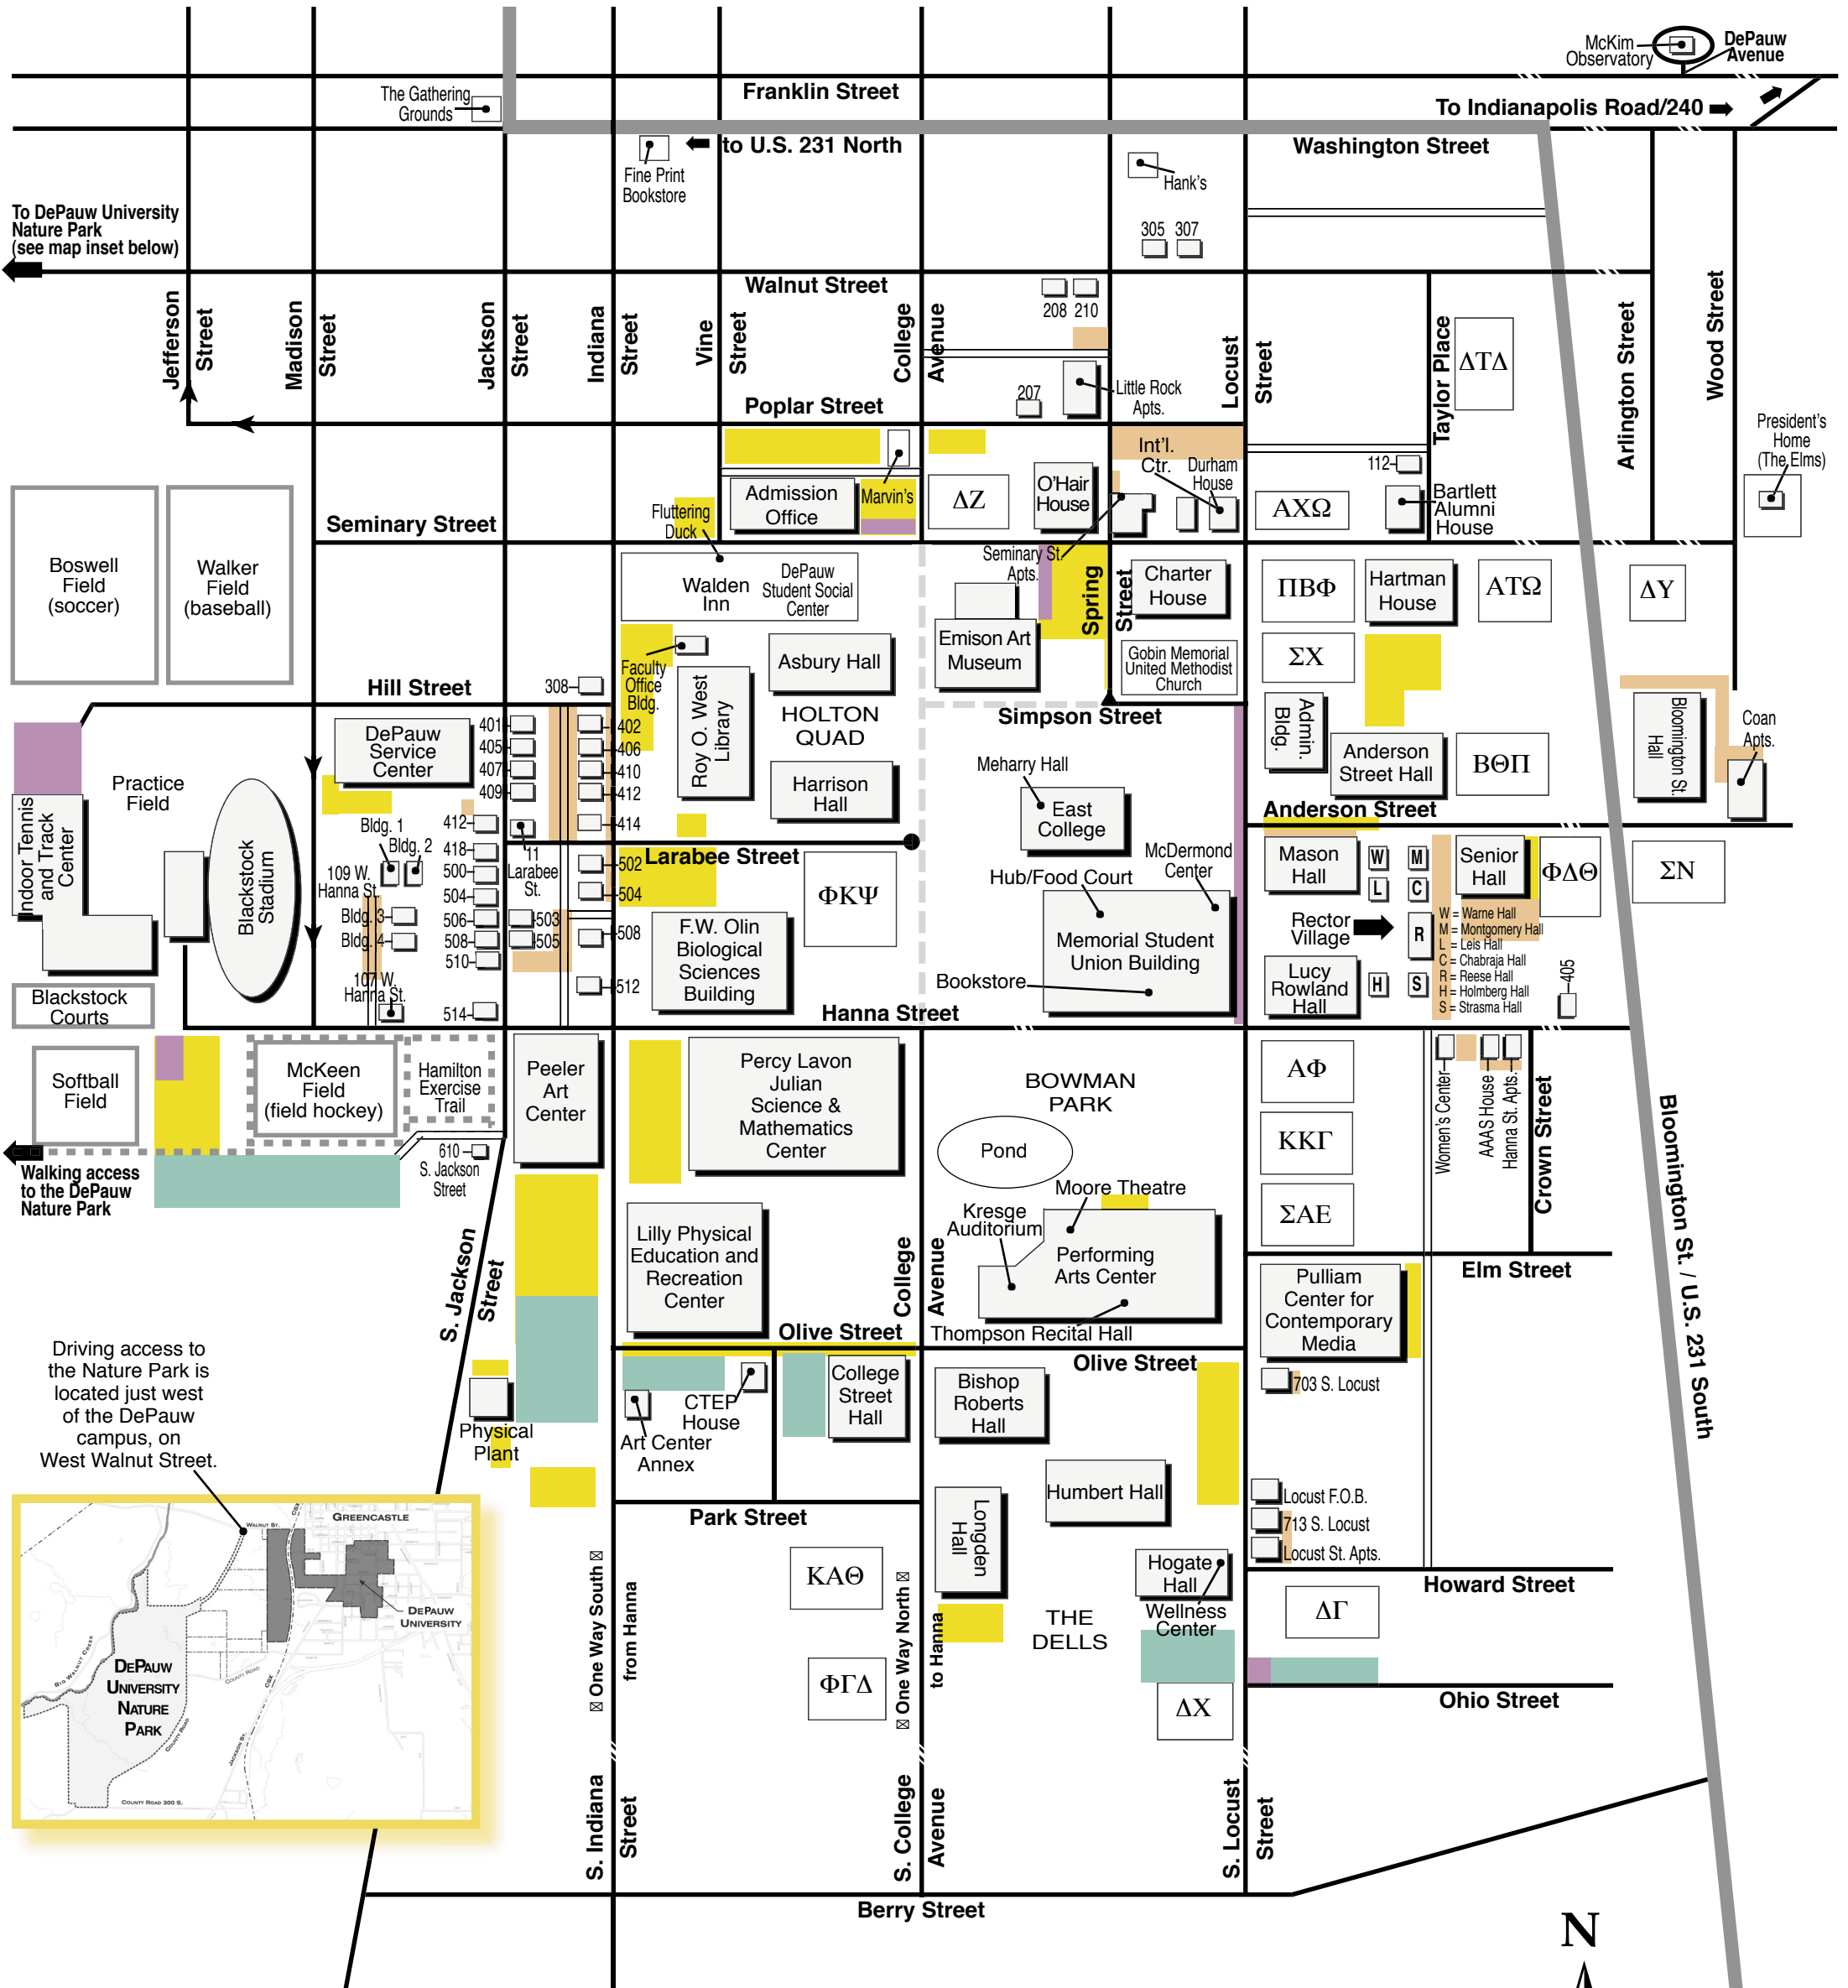 McKim
Observatory
DePauw
Avenue
Franklin Street
The Gathering
Grounds
To Indianapolis Road/240
to U.S. 231 North
Washington Street
Fine Print
Bookstore
Hank's
To DePauw University
Nature Park
(see map inset below)
305 307
Walnut Street
208 210
Jefferson
Street
Madison
Street
Jackson
Street
Indiana
Street
Vine
Street
College
Avenue
Locust
Street
Taylor Place
ΔΤΔ
Arlington Street
Wood Street
207
Little Rock
Apts.
Poplar Street
President's
Home
(The Elms)
Int'l.
Ctr.
Durham
House
112
Admission
Office
Marvin's
ΔΖ
O'Hair
House
ΑΧΩ
Bartlett
Alumni
House
Fluttering
Duck
Seminary Street
Seminary St.
Apts.
Boswell
Field
(soccer)
Walker
Field
(baseball)
Walden
Inn
DePauw
Student Social
Center
Spring
Street
Charter
House
ΠΒΦ
Hartman
House
ΑΤΩ
ΔΥ
Emison Art
Museum
Asbury Hall
Gobin Memorial
United Methodist
Church
ΣΧ
Faculty
Office
Bldg.
Hill Street
308
Roy O. West
Library
HOLTON
QUAD
Simpson Street
Admin.
Bldg.
Bloomington St.
Hall
Coan
Apts.
DePauw
Service
Center
401
405
407
409
402
406
410
412
414
Anderson
Street Hall
ΒΘΠ
Practice
Field
Harrison
Hall
Meharry Hall
East
College
Anderson Street
Indoor Tennis
and Track
Center
Blackstock
Stadium
Bldg. 1
Bldg. 2
109 W.
Hanna St.
Bldg. 3
Bldg. 4
107 W.
Hanna St.
412
418
500
504
506
508
510
514
11
Larabee
St.
503
505
Larabee Street
502
504
508
512
ΦΚΨ
McDermond
Center
Hub/Food Court
Mason
Hall
W
M
L
C
Senior
Hall
ΦΔΘ
ΣΝ
F.W. Olin
Biological
Sciences
Building
Memorial Student
Union Building
Bookstore
Rector
Village
R
W = Warne Hall
M = Montgomery Hall
L = Leis Hall
C = Chabraja Hall
R = Reese Hall
H = Holmberg Hall
S = Strasma Hall
405
Lucy
Rowland
Hall
H
S
Blackstock
Courts
Hanna Street
Softball
Field
McKeen
Field
(field hockey)
Hamilton
Exercise
Trail
Peeler
Art
Center
Percy Lavon
Julian
Science &
Mathematics
Center
BOWMAN
PARK
Pond
ΑΦ
ΚΚΓ
ΣΑΕ
Women's Center
AAAS House
Hanna St. Apts.
Crown Street
Walking access
to the DePauw
Nature Park
610
S. Jackson
Street
Moore Theatre
Kresge
Auditorium
Performing
Arts Center
Thompson Recital Hall
Bloomington St. / U.S. 231 South
Lilly Physical
Education and
Recreation
Center
College
Avenue
Elm Street
S. Jackson
Street
Pulliam
Center for
Contemporary
Media
Olive Street
Olive Street
Driving access to
the Nature Park is
located just west
of the DePauw
campus, on
West Walnut Street.
Physical
Plant
CTEP
House
Art Center
Annex
College
Street
Hall
Bishop
Roberts
Hall
703 S. Locust
Humbert Hall
Longden
Hall
Locust F.O.B.
713 S. Locust
Locust St. Apts.
Park Street
Howard Street
ΚΑΘ
Hogate
Hall
Wellness
Center
ΔΓ
THE
DELLS
ΦΓΔ
ΔΧ
Ohio Street
One Way South
from Hanna
One Way North
to Hanna
Walnut St.
CSX
Greencastle
DePauw
University
Big Walnut Creek
County Road
CSX
DePauw
University
Nature
Park
County Road
Jackson St.
County Road 300 S.
S. Indiana
Street
S. College
Avenue
S. Locust
Street
Berry Street
N